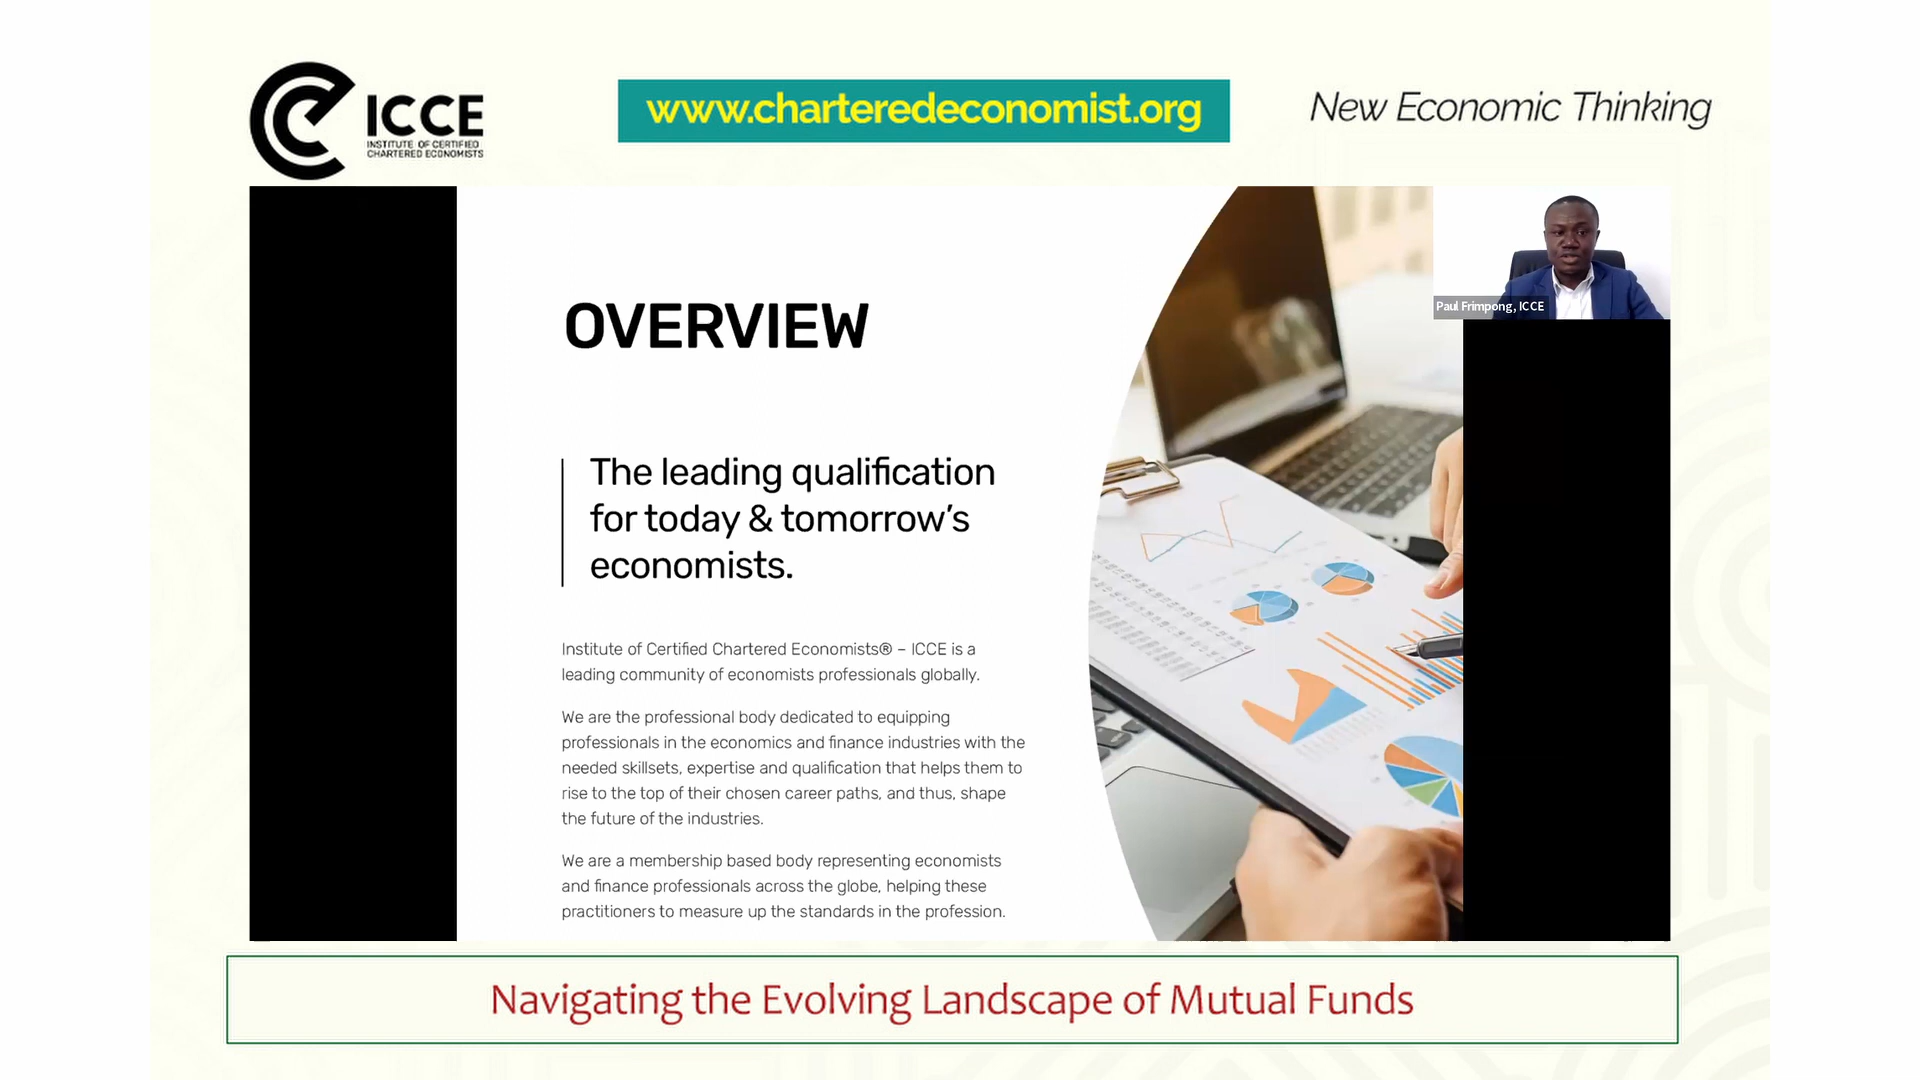 ICCE
INSTITUTE OF CERTIFIED
CHARTERED ECONOMISTS
www.charteredeconomist.org
New Economic Thinking
Paul Frimpong, ICCE
OVERVIEW
The leading qualification
for today & tomorrow's
economists.
Institute of Certified Chartered Economists® – ICCE is a
leading community of economists professionals globally.
We are the professional body dedicated to equipping
professionals in the economics and finance industries with the
needed skillsets, expertise and qualification that helps them to
rise to the top of their chosen career paths, and thus, shape
the future of the industries.
We are a membership based body representing economists
and finance professionals across the globe, helping these
practitioners to measure up the standards in the profession.
Navigating the Evolving Landscape of Mutual Funds